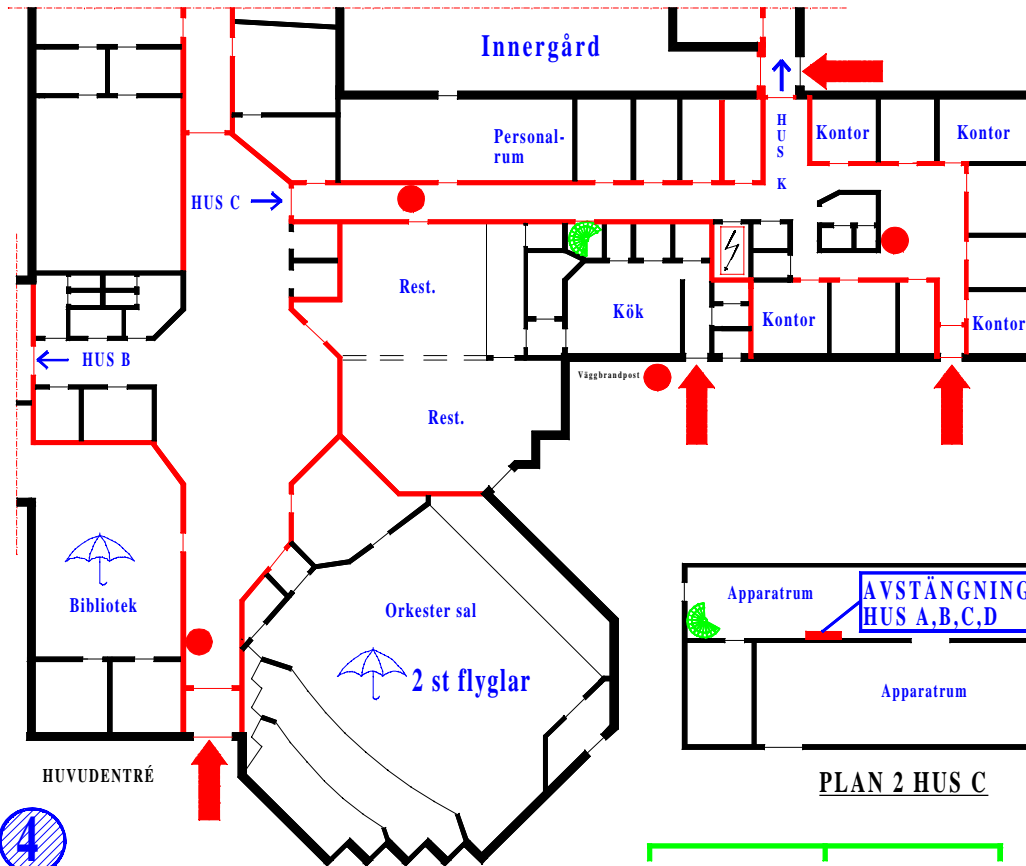 Innergård
Personal-
rum
HUS K
Kontor
Kontor
HUS C
Rest.
Kök
Kontor
Kontor
HUS B
Väggbrandpost
Rest.
Bibliotek
Orkester sal
2 st flyglar
Apparatrum
AVSTÄNGNING
HUS A,B,C,D
Apparatrum
HUVUDENTRÉ
PLAN 2 HUS C
4